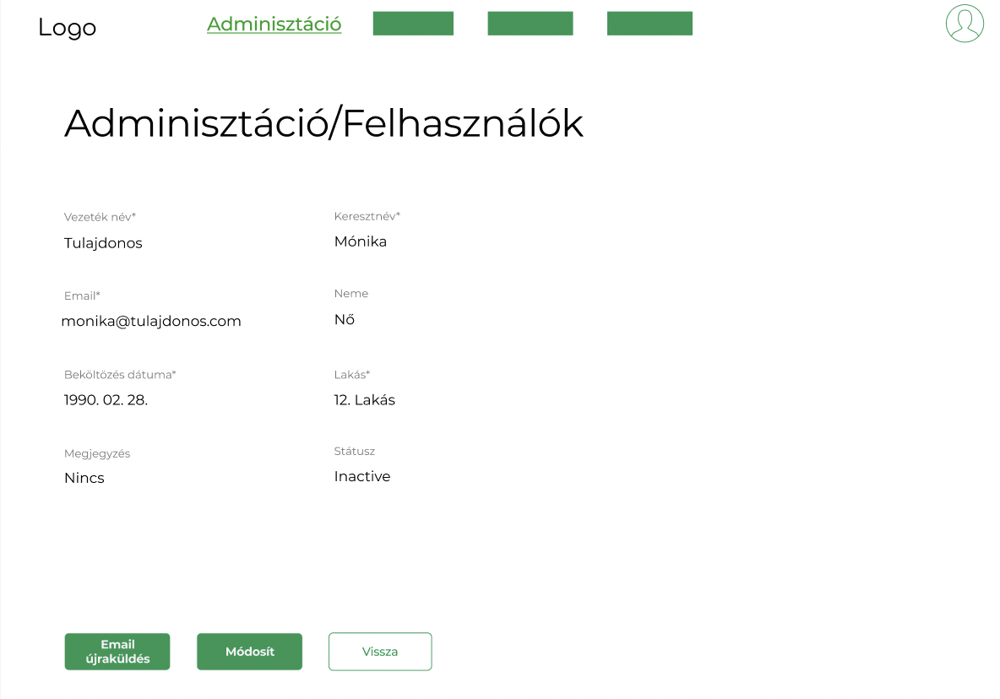 Logo
Adminisztáció
Adminisztáció/Felhasználók
Vezeték név*
Keresztnév*
Tulajdonos
Mónika
Email*
Neme
monika@tulajdonos.com
Nő
Beköltözés dátuma*
Lakás*
1990. 02. 28.
12. Lakás
Megjegyzés
Státusz
Nincs
Inactive
Email
újraküldés
Módosít
Vissza